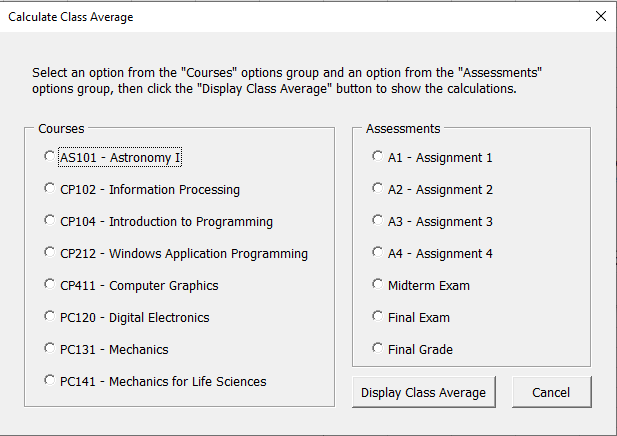 Calculate Class Average
Select an option from the "Courses" options group and an option from the "Assessments"
options group, then click the "Display Class Average" button to show the calculations.
Courses
AS101 - Astronomy I
CP102 - Information Processing
CP104 - Introduction to Programming
CP212 - Windows Application Programming
CP411 - Computer Graphics
PC120 - Digital Electronics
PC131 - Mechanics
PC141 - Mechanics for Life Sciences
Assessments
A1 - Assignment 1
A2 - Assignment 2
A3 - Assignment 3
A4 - Assignment 4
Midterm Exam
Final Exam
Final Grade
Display Class Average
Cancel